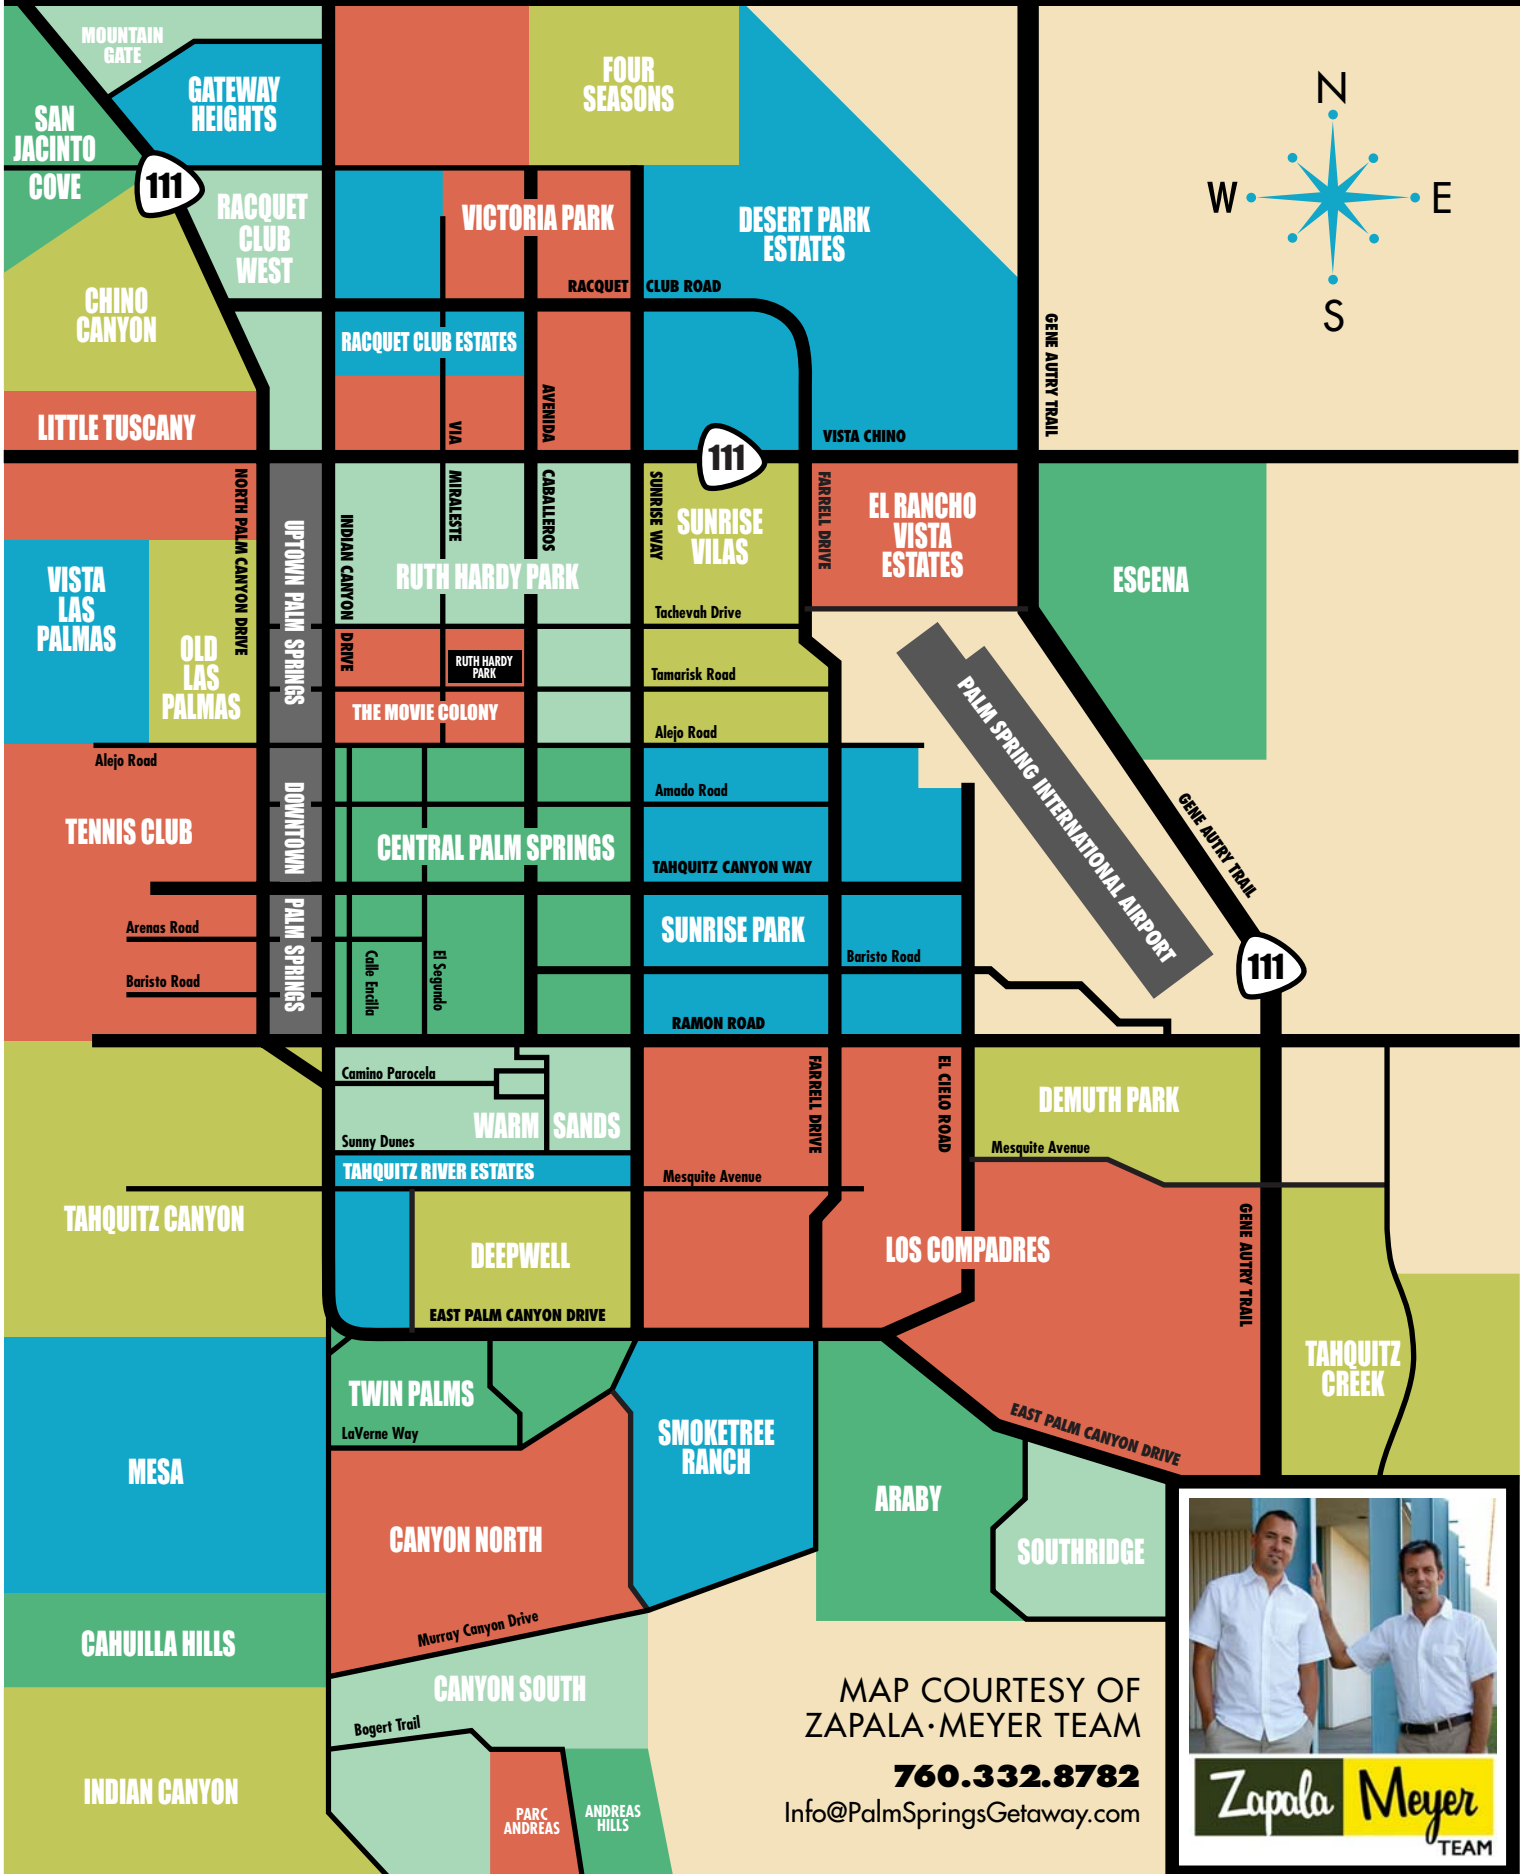 MOUNTAIN
GATE
GATEWAY
HEIGHTS
FOUR
SEASONS
SAN
JACINTO
COVE
111
RACQUET
CLUB
WEST
VICTORIA PARK
DESERT PARK
ESTATES
N
W
E
S
RACQUET CLUB ROAD
CHINO
CANYON
RACQUET CLUB ESTATES
GENE AUTRY TRAIL
LITTLE TUSCANY
VIA
MIRALESTE
AVENIDA
CABALLEROS
111
VISTA CHINO
NORTH PALM CANYON DRIVE
UPTOWN PALM SPRINGS
INDIAN CANYON DRIVE
SUNRISE WAY
SUNRISE
VILAS
FARRELL DRIVE
EL RANCHO
VISTA
ESTATES
ESCENA
RUTH HARDY PARK
VISTA
LAS
PALMAS
OLD
LAS
PALMAS
Tachevah Drive
RUTH HARDY
PARK
Tamarisk Road
THE MOVIE COLONY
Alejo Road
PALM SPRING INTERNATIONAL AIRPORT
Alejo Road
DOWNTOWN PALM SPRINGS
Amado Road
GENE AUTRY TRAIL
TENNIS CLUB
CENTRAL PALM SPRINGS
TAHQUITZ CANYON WAY
Arenas Road
SUNRISE PARK
Baristo Road
111
Baristo Road
Calle Encilla
El Segundo
RAMON ROAD
Camino Parocela
WARM SANDS
FARRELL DRIVE
EL CIELO ROAD
DEMUTH PARK
Sunny Dunes
Mesquite Avenue
TAHQUITZ RIVER ESTATES
Mesquite Avenue
TAHQUITZ CANYON
GENE AUTRY TRAIL
DEEPWELL
LOS COMPADRES
EAST PALM CANYON DRIVE
TAHQUITZ
CREEK
TWIN PALMS
LaVerne Way
SMOKETREE
RANCH
EAST PALM CANYON DRIVE
MESA
ARABY
CANYON NORTH
SOUTHRIDGE
Murray Canyon Drive
CAHUILLA HILLS
CANYON SOUTH
Bogert Trail
INDIAN CANYON
PARC
ANDREAS
ANDREAS
HILLS
MAP COURTESY OF
ZAPALA·MEYER TEAM
760.332.8782
Info@PalmSpringsGetaway.com
Zapala Meyer
TEAM